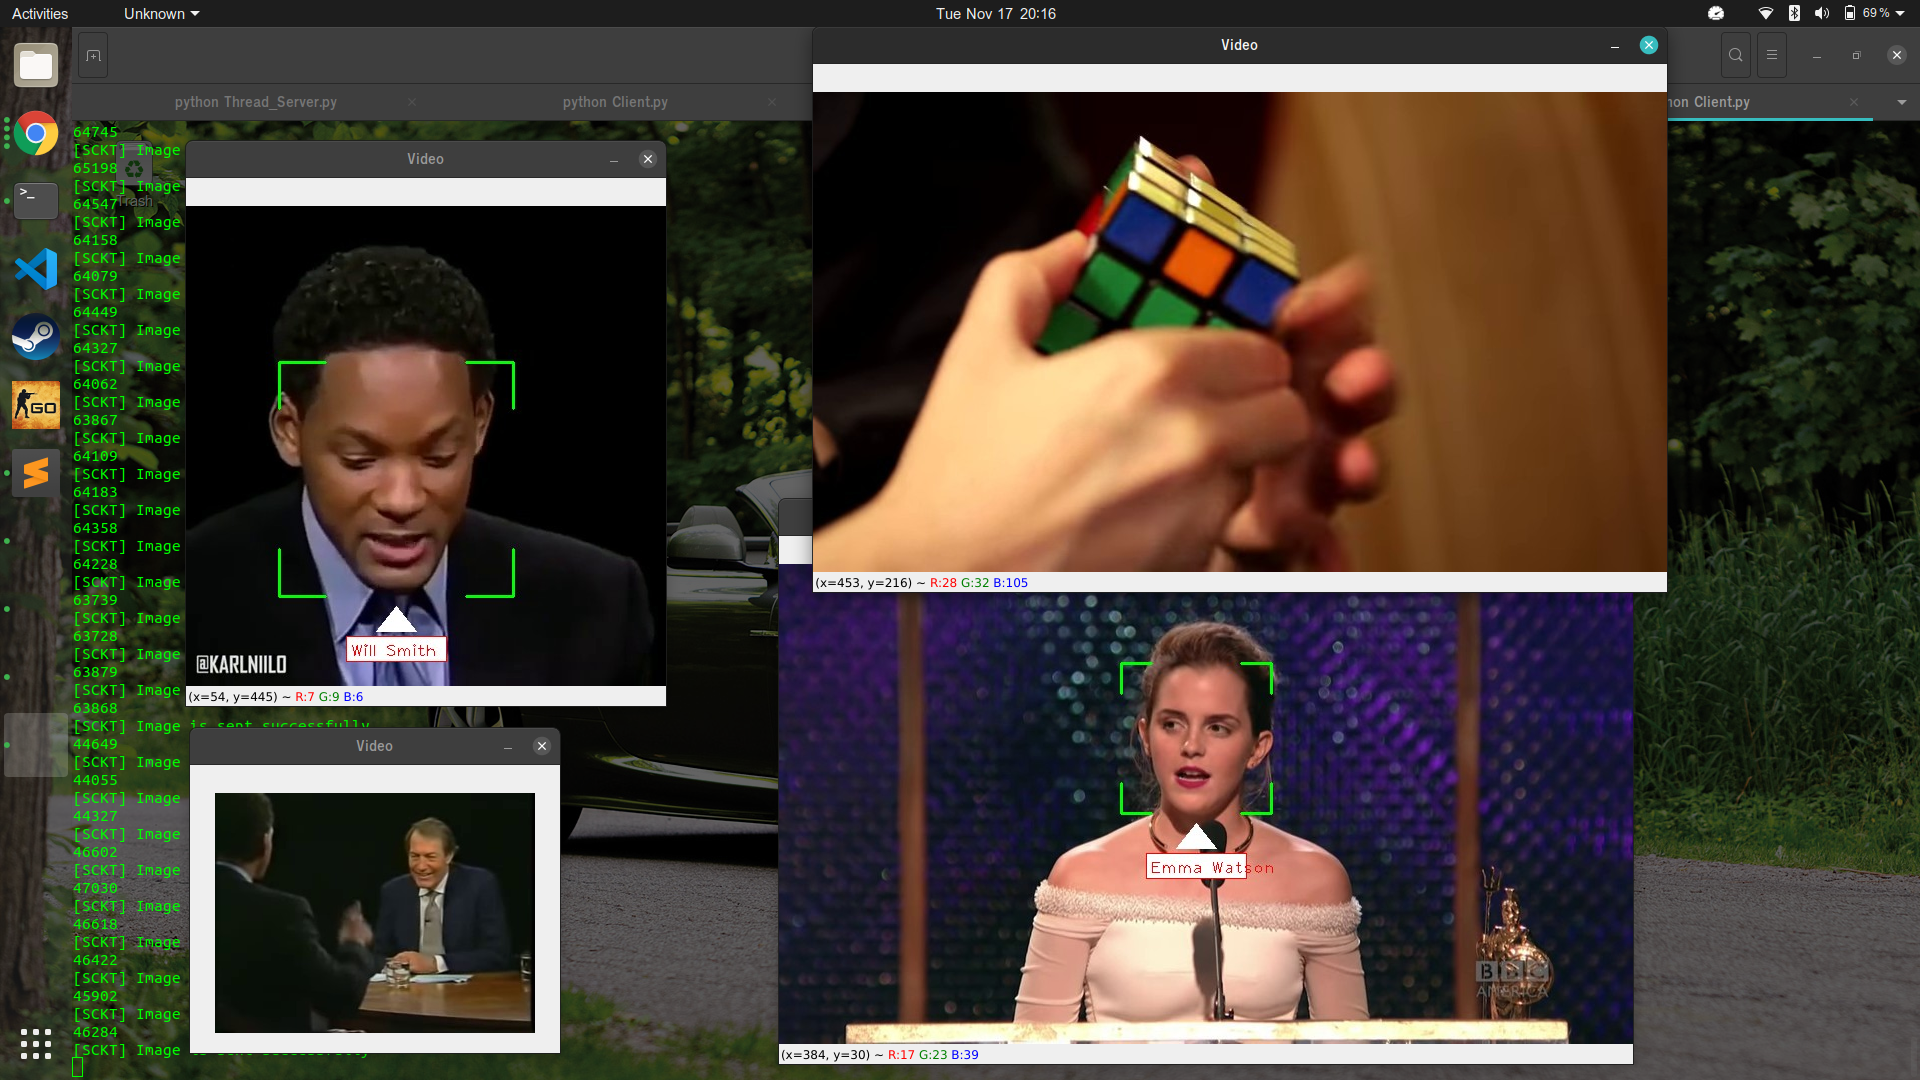 Activities
Unknown
Tue Nov 17 20:16
69 %
python Thread_Server.py
python Client.py
on Client.py
Trash
64745
[SCKT] Image
65198
[SCKT] Image
64547
[SCKT] Image
64158
[SCKT] Image
64079
[SCKT] Image
64449
[SCKT] Image
64327
[SCKT] Image
64062
[SCKT] Image
63867
[SCKT] Image
64109
[SCKT] Image
64183
[SCKT] Image
64358
[SCKT] Image
64228
[SCKT] Image
63739
[SCKT] Image
63728
[SCKT] Image
63879
[SCKT] Image
63868
[SCKT] Image is sent successfully
44649
[SCKT] Image
44055
[SCKT] Image
44327
[SCKT] Image
46602
[SCKT] Image
47030
[SCKT] Image
46618
[SCKT] Image
46422
[SCKT] Image
45902
[SCKT] Image
46284
[SCKT] Image is sent successfully
>_
GO
Video
@KARLNIILO
Will Smith
(x=54, y=445) ~ R:7 G:9 B:6
Video
Video
(x=453, y=216) ~ R:28 G:32 B:105
Emma Watson
BBC
AMERICA
(x=384, y=30) ~ R:17 G:23 B:39